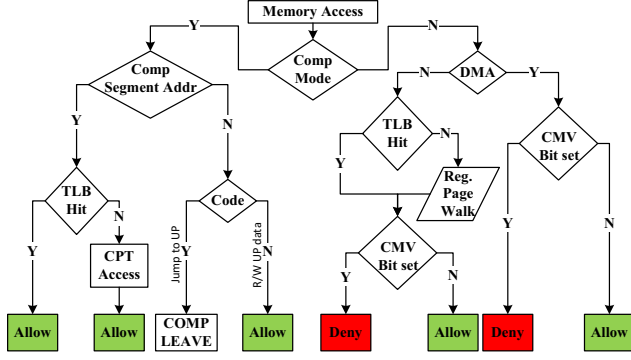 Memory Access
Y
N
Comp
Mode
Comp
Segment Addr
DMA
N
Y
Y
N
TLB
Hit
N
CMV
Bit set
Y
TLB
Hit
N
Code
Reg.
Page
Walk
Y
N
Y
CPT
Access
Jump to UP
Y
R/W UP data
N
CMV
Bit set
Y
N
Allow
Allow
COMP
LEAVE
Allow
Deny
Allow
Deny
Allow